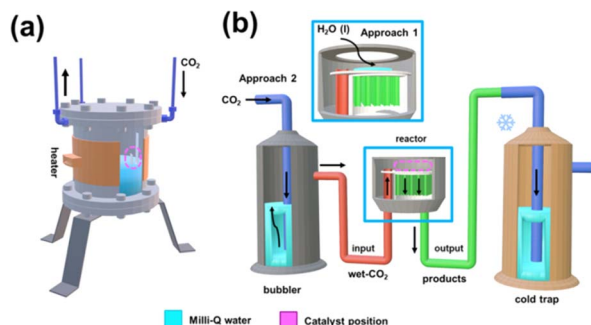 (a)
CO₂
heater
(b)
H₂O (l) Approach 1
Approach 2
CO₂
reactor
input
output
wet-CO₂
products
bubbler
cold trap
Milli-Q water
Catalyst position